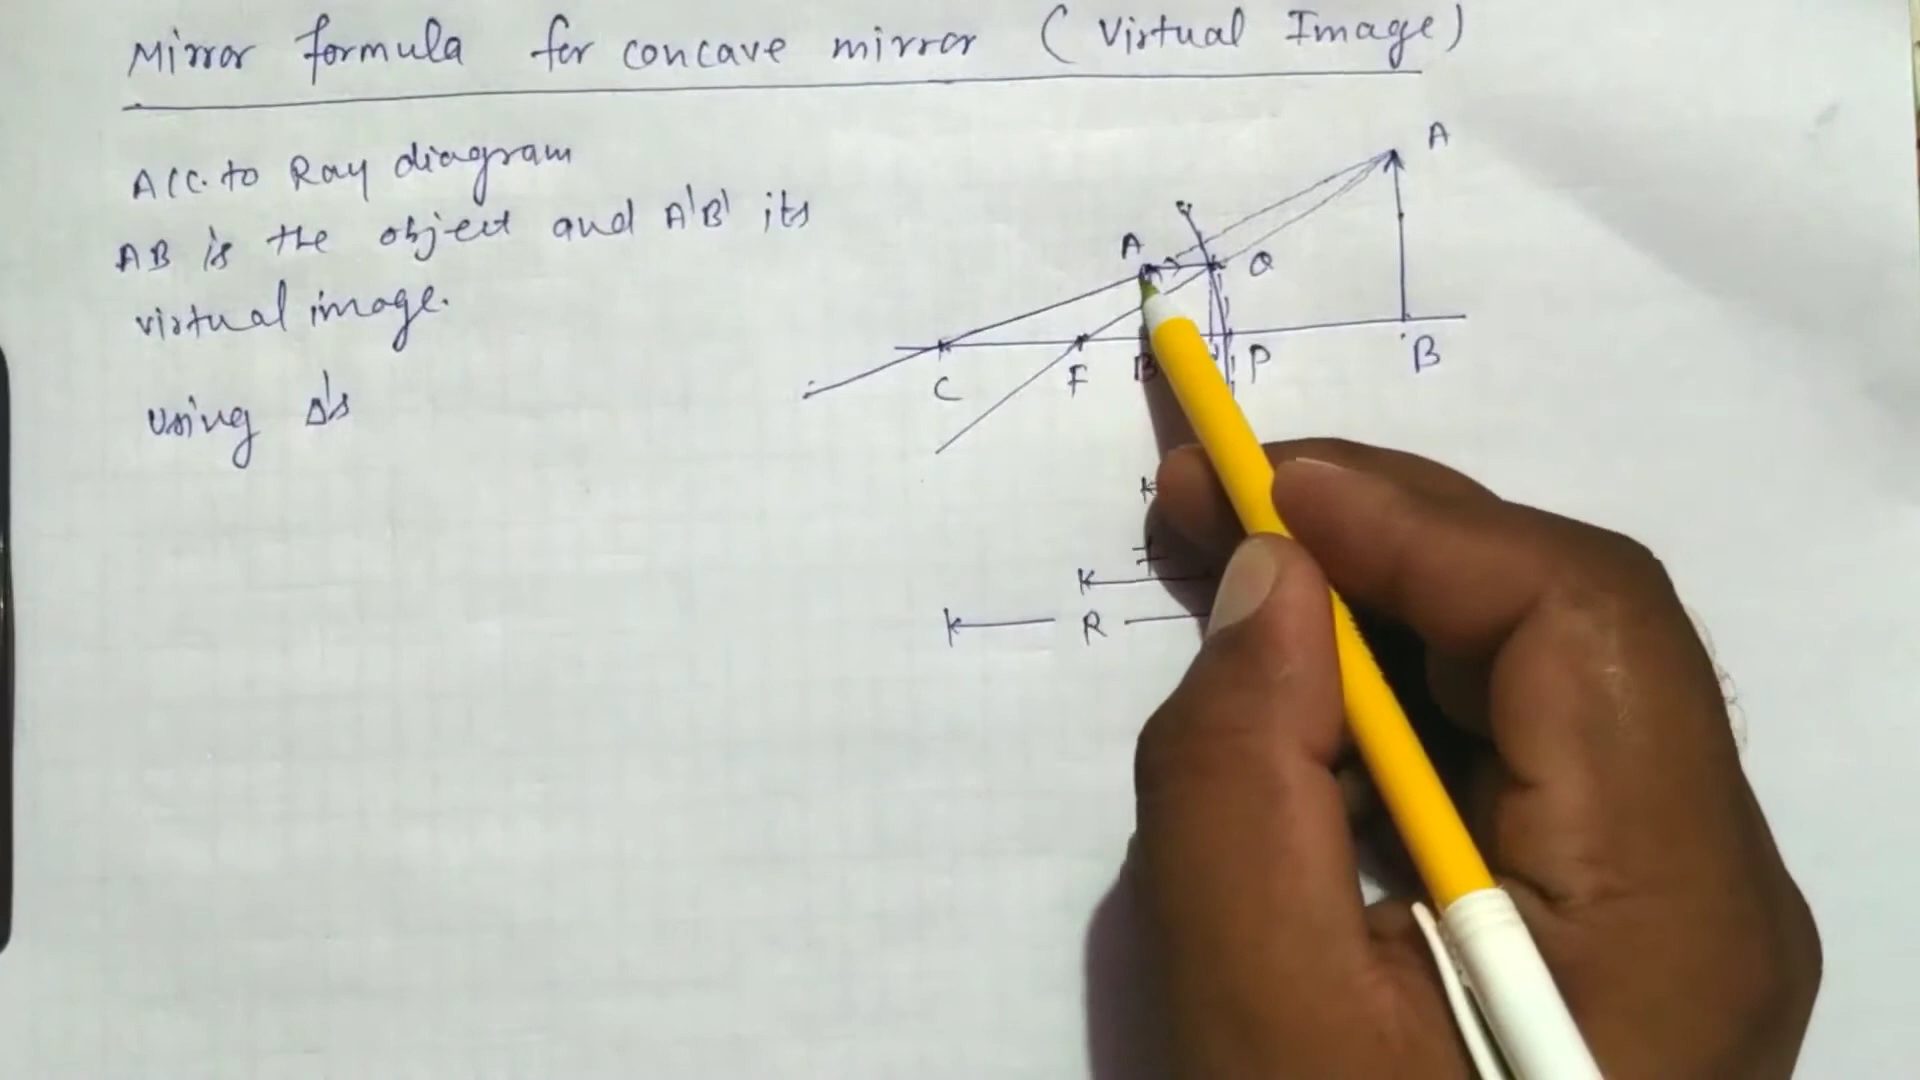 Mirror formula for concave mirror (Virtual Image)
Acc. to Ray diagram
AB is the object and A'B' its
virtual image.
using Δ's
A
A
Q
C
F
B
P
B
f
R